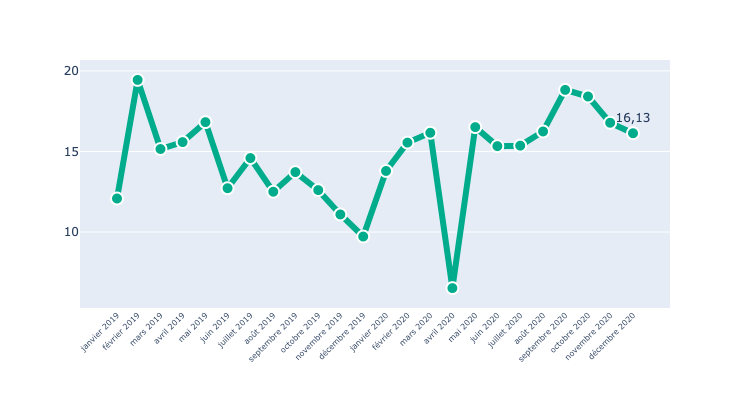 20
15
10
16,13
janvier 2019
février 2019
mars 2019
avril 2019
mai 2019
juin 2019
juillet 2019
août 2019
septembre 2019
octobre 2019
novembre 2019
décembre 2019
janvier 2020
février 2020
mars 2020
avril 2020
mai 2020
juin 2020
juillet 2020
août 2020
septembre 2020
octobre 2020
novembre 2020
décembre 2020